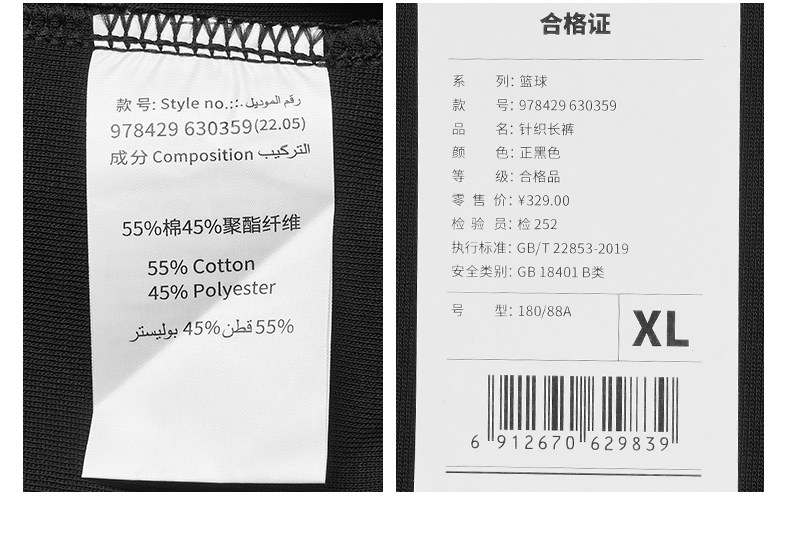 款 号: Style no.:: رقم الموديل
978429 630359(22.05)
成分 Composition التركيب
55%棉45%聚酯纤维
55% Cotton
45% Polyester
55% قطن 45% بوليستر
合格证
系 列: 篮球
款 号: 978429 630359
品 名: 针织长裤
颜 色: 正黑色
等 级: 合格品
零 售 价: ¥329.00
检 验 员: 检 252
执行标准: GB/T 22853-2019
安全类别: GB 18401 B类
号 型: 180/88A
XL
6 912670 629839